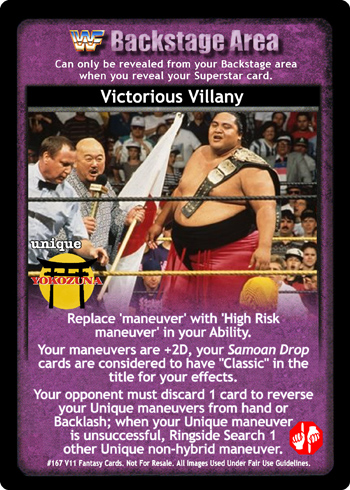 WF Backstage Area
Can only be revealed from your Backstage area
when you reveal your Superstar card.
Victorious Villany
unique
YOKOZUNA
Replace 'maneuver' with 'High Risk
maneuver' in your Ability.
Your maneuvers are +2D, your Samoan Drop
cards are considered to have "Classic" in the
title for your effects.
Your opponent must discard 1 card to reverse
your Unique maneuvers from hand or
Backlash; when your Unique maneuver
is unsuccessful, Ringside Search 1
other Unique non-hybrid maneuver.
#167 V11 Fantasy Cards. Not For Resale. All Images Used Under Fair Use Guidelines.